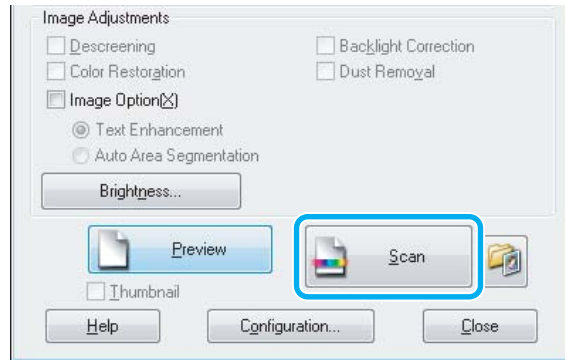 Image Adjustments
Descreening
Backlight Correction
Color Restoration
Dust Removal
Image Option(X)
Text Enhancement
Auto Area Segmentation
Brightness...
Preview
Scan
Thumbnail
Help
Configuration...
Close